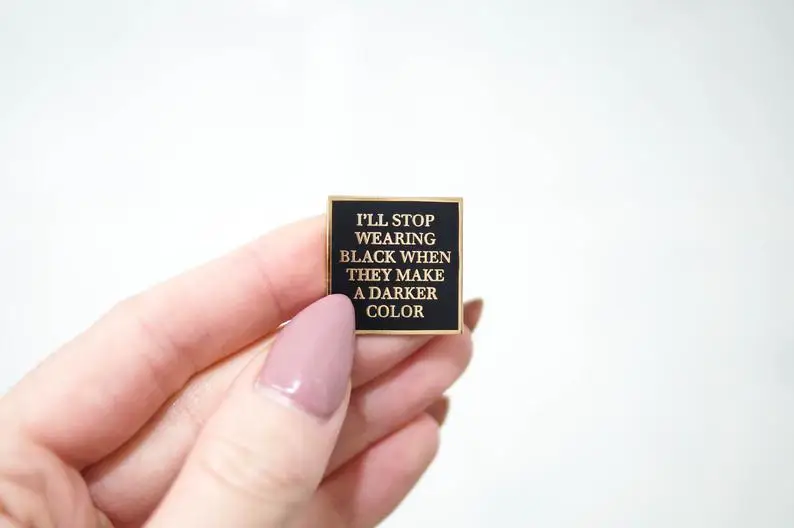 I'LL STOP
WEARING
BLACK WHEN
THEY MAKE
A DARKER
COLOR